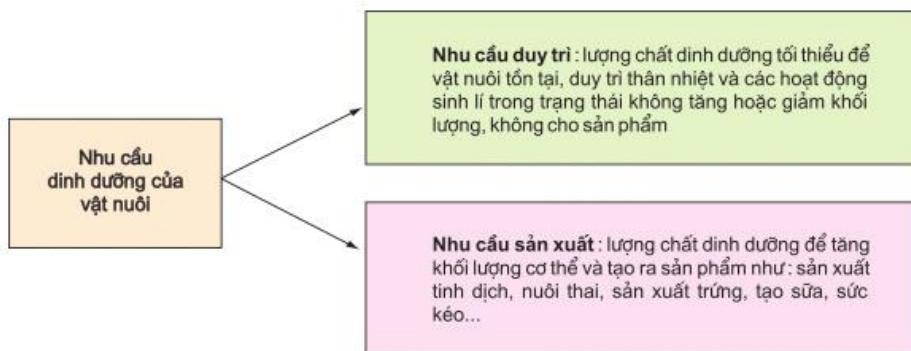 Nhu cầu
dinh dưỡng của
vật nuôi
Nhu cầu duy trì : lượng chất dinh dưỡng tối thiểu để
vật nuôi tồn tại, duy trì thân nhiệt và các hoạt động
sinh lí trong trạng thái không tăng hoặc giảm khối
lượng, không cho sản phẩm
Nhu cầu sản xuất : lượng chất dinh dưỡng để tăng
khối lượng cơ thể và tạo ra sản phẩm như : sản xuất
tinh dịch, nuôi thai, sản xuất trứng, tạo sữa, sức
kéo...